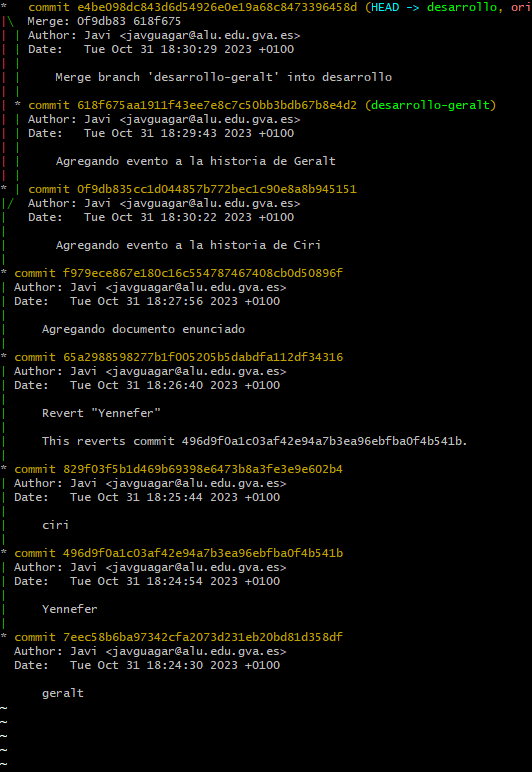 *   commit e4be098dc843d6d54926e0e19a68c8473396458d (HEAD -> desarrollo, ori
|\  Merge: 0f9db83 618f675
| | Author: Javi <javguagar@alu.edu.gva.es>
| | Date:   Tue Oct 31 18:30:29 2023 +0100
| |
| |     Merge branch 'desarrollo-geralt' into desarrollo
| |
| * commit 618f675aa1911f43ee7e8c7c50bb3bdb67b8e4d2 (desarrollo-geralt)
| | Author: Javi <javguagar@alu.edu.gva.es>
| | Date:   Tue Oct 31 18:29:43 2023 +0100
| |
| |     Agregando evento a la historia de Geralt
| |
* | commit 0f9db835cc1d044857b772bec1c90e8a8b945151
|/  Author: Javi <javguagar@alu.edu.gva.es>
|   Date:   Tue Oct 31 18:30:22 2023 +0100
|
|       Agregando evento a la historia de Ciri
|
* commit f979ece867e180c16c554787467408cb0d50896f
| Author: Javi <javguagar@alu.edu.gva.es>
| Date:   Tue Oct 31 18:27:56 2023 +0100
|
|     Agregando documento enunciado
|
* commit 65a2988598277b1f005205b5dabdfa112df34316
| Author: Javi <javguagar@alu.edu.gva.es>
| Date:   Tue Oct 31 18:26:40 2023 +0100
|
|     Revert "Yennefer"
|
|     This reverts commit 496d9f0a1c03af42e94a7b3ea96ebfba0f4b541b.
|
* commit 829f03f5b1d469b69398e6473b8a3fe3e9e602b4
| Author: Javi <javguagar@alu.edu.gva.es>
| Date:   Tue Oct 31 18:25:44 2023 +0100
|
|     ciri
|
* commit 496d9f0a1c03af42e94a7b3ea96ebfba0f4b541b
| Author: Javi <javguagar@alu.edu.gva.es>
| Date:   Tue Oct 31 18:24:54 2023 +0100
|
|     Yennefer
|
* commit 7eec58b6ba97342cfa2073d231eb20bd81d358df
  Author: Javi <javguagar@alu.edu.gva.es>
  Date:   Tue Oct 31 18:24:30 2023 +0100

      geralt
~
~
~
~
~